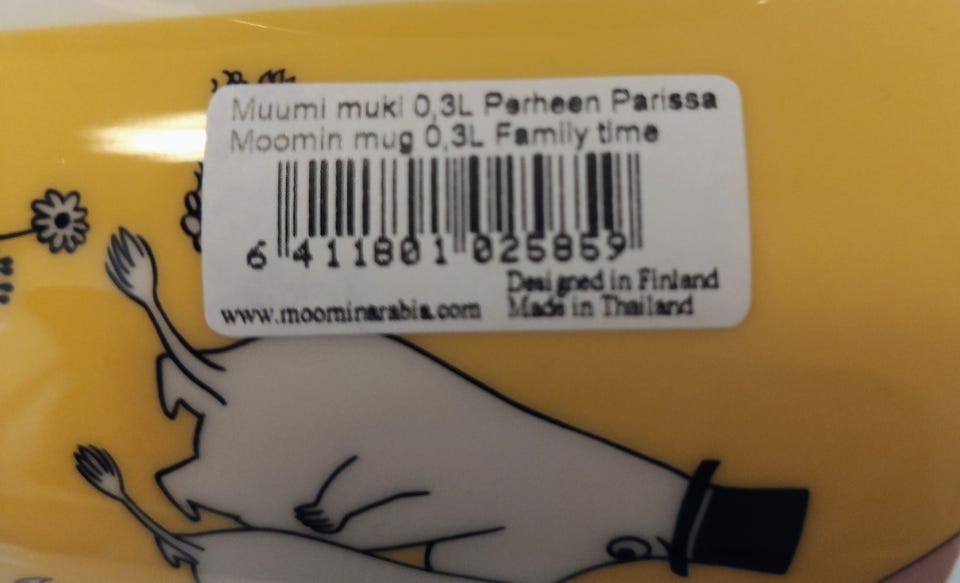 Muumi muki 0,3L Perheen Parissa
Moomin mug 0,3L Family time
6 411801 025859
Designed in Finland
www.moominarabia.com Made in Thailand